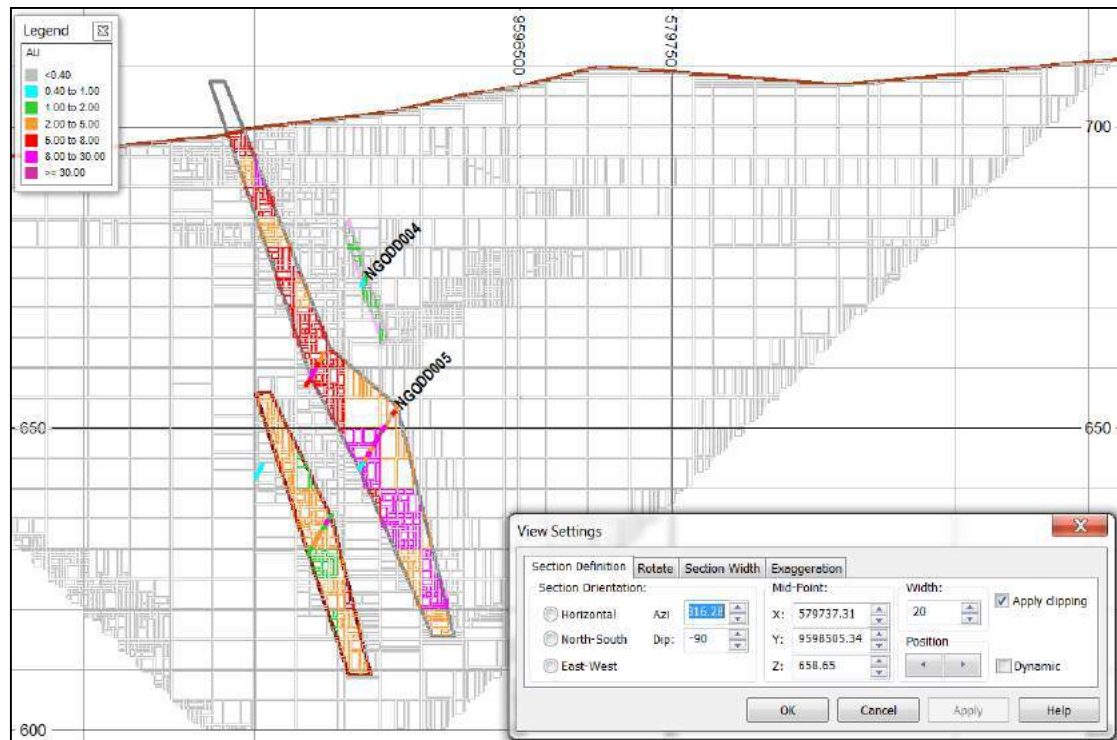 Legend
AU
<0.40
0.40 to 1.00
1.00 to 2.00
2.00 to 5.00
5.00 to 8.00
8.00 to 30.00
>= 30.00
9598500
579750
700
NGODD004
NGODD005
650
650
600
View Settings
Section Definition
Rotate
Section Width
Exaggeration
Section Orientation:
Horizontal
North-South
East-West
Azi
316.28
Dip:
-90
Mid-Point:
X: 579737.31
Y: 9598505.34
Z: 658.65
Width:
20
Position
Apply clipping
Dynamic
OK
Cancel
Apply
Help